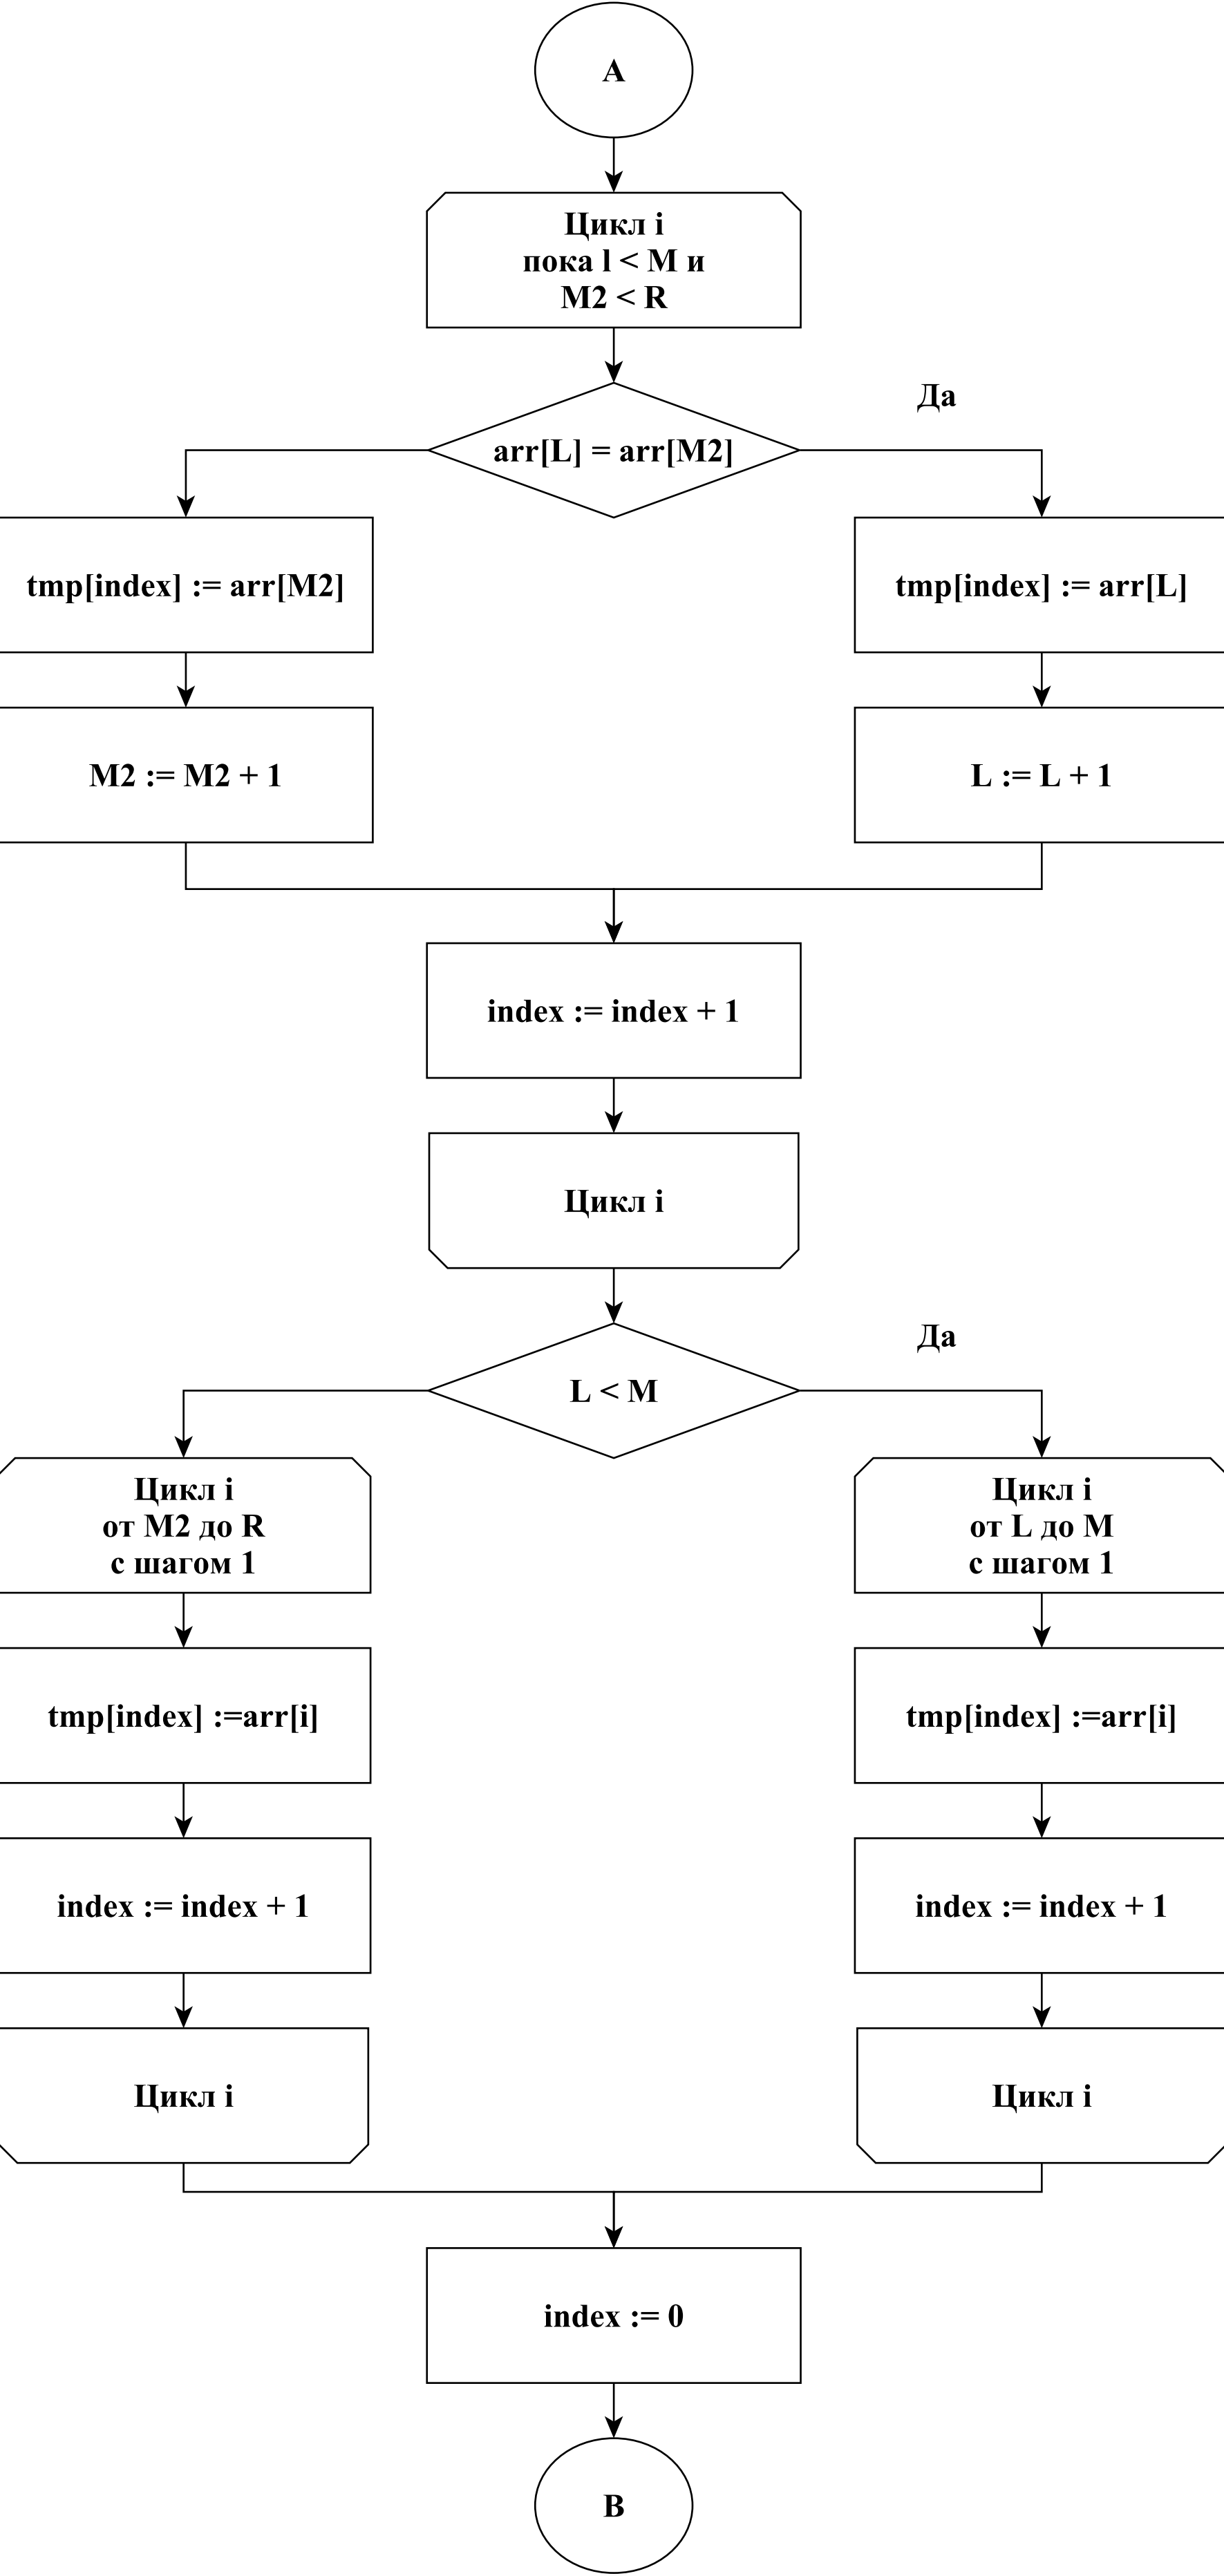 A
Цикл i
пока l < M и
M2 < R
Да
arr[L] = arr[M2]
tmp[index] := arr[M2]
tmp[index] := arr[L]
M2 := M2 + 1
L := L + 1
index := index + 1
Цикл i
Да
L < M
Цикл i
от M2 до R
с шагом 1
Цикл i
от L до M
с шагом 1
tmp[index] :=arr[i]
tmp[index] :=arr[i]
index := index + 1
index := index + 1
Цикл i
Цикл i
index := 0
B